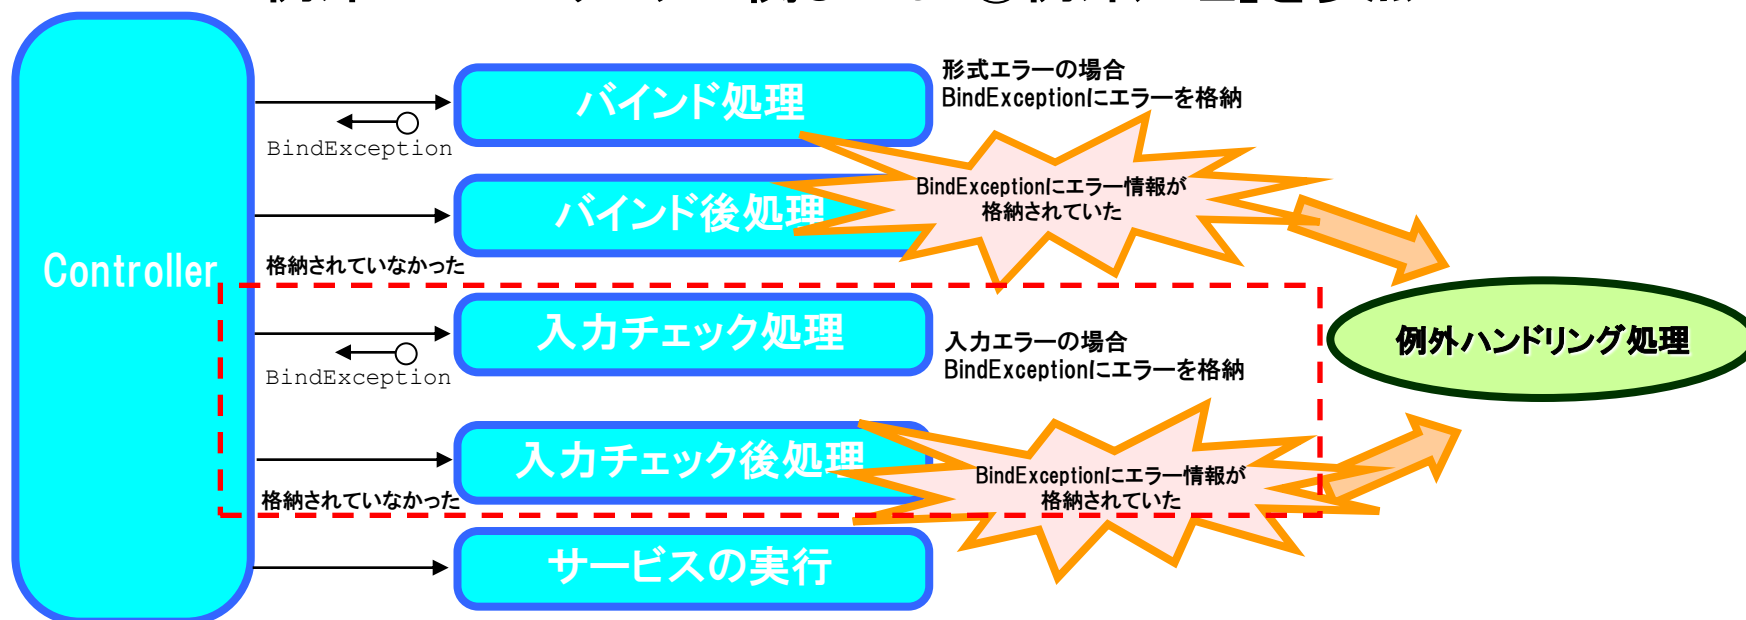 Controller
バインド処理
形式エラーの場合
BindExceptionにエラーを格納
BindException
バインド後処理
BindExceptionにエラー情報が
格納されていた
格納されていなかった
入力チェック処理
入力エラーの場合
BindExceptionにエラーを格納
BindException
例外ハンドリング処理
入力チェック後処理
BindExceptionにエラー情報が
格納されていた
格納されていなかった
サービスの実行